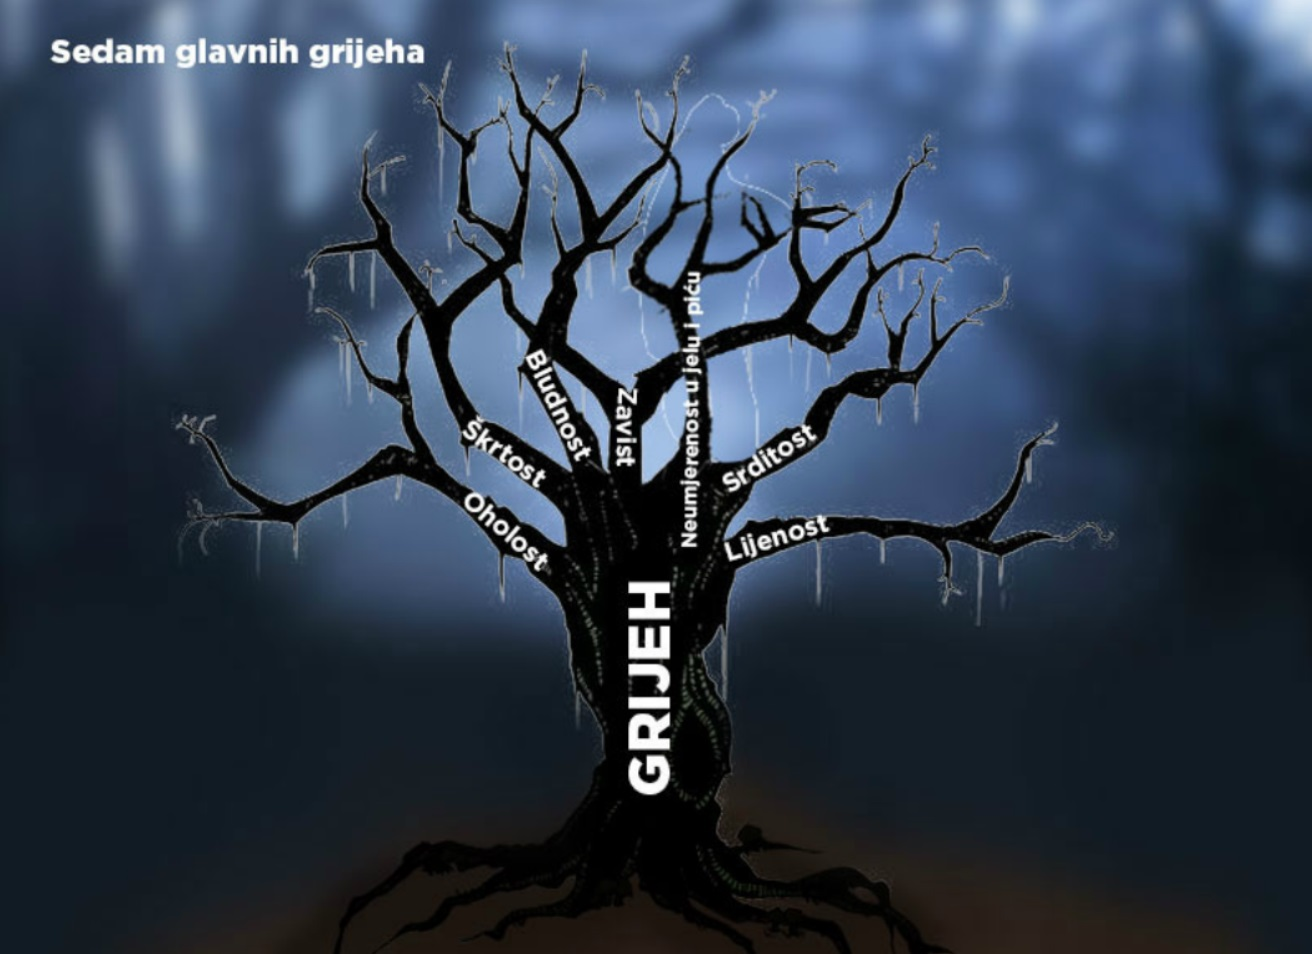 Sedam glavnih grijeha
Oholost
Škrtost
Bludnost
Zavist
Neumjerenost u jelu i piću
Srditost
Lijenost
GRIJEH